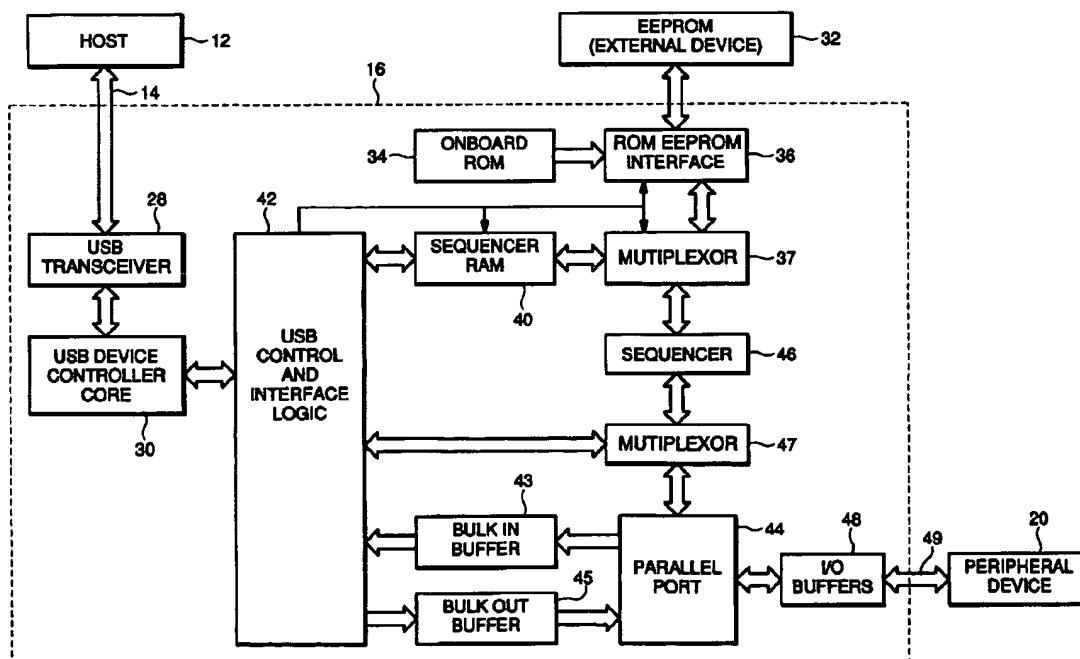 HOST
12
EEPROM
(EXTERNAL DEVICE)
32
14
16
34
ONBOARD
ROM
ROM EEPROM
INTERFACE
36
28
42
USB
TRANSCEIVER
SEQUENCER
RAM
40
MUTIPLEXOR
37
USB DEVICE
CONTROLLER
CORE
30
USB
CONTROL
AND
INTERFACE
LOGIC
SEQUENCER
46
MUTIPLEXOR
47
43
BULK IN
BUFFER
45
BULK OUT
BUFFER
44
PARALLEL
PORT
48
I/O
BUFFERS
49
20
PERIPHERAL
DEVICE